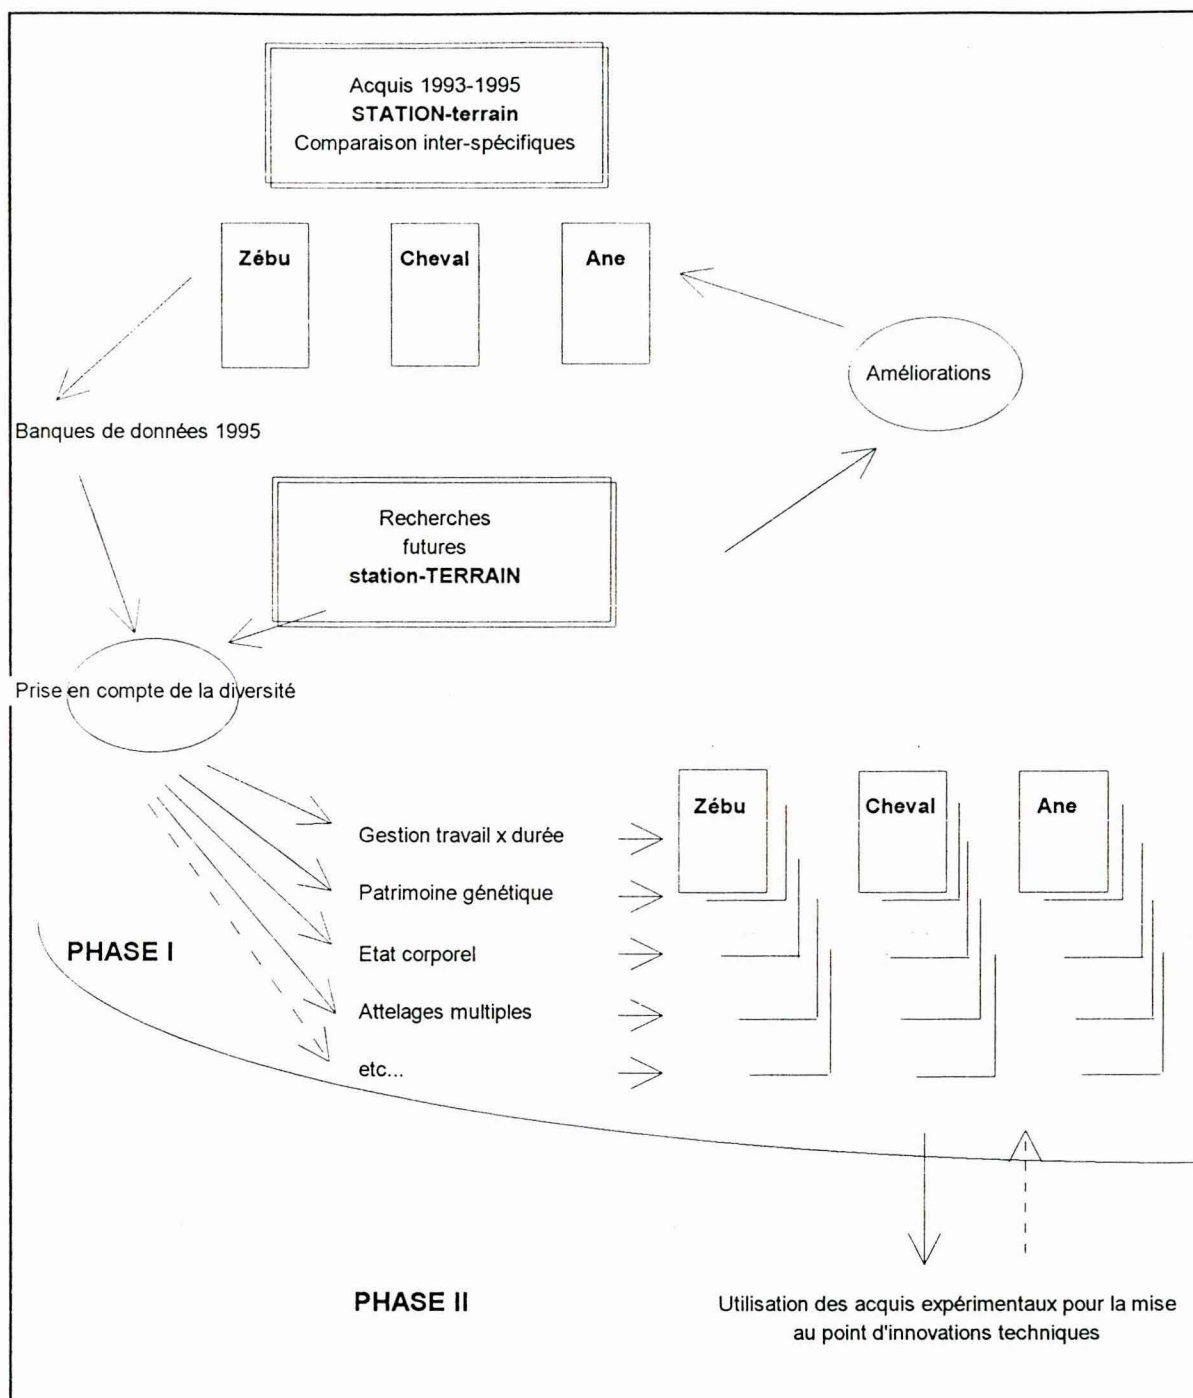 Acquis 1993-1995
STATION-terrain
Comparaison inter-spécifiques
Zébu
Cheval
Ane
Améliorations
Banques de données 1995
Recherches
futures
station-TERRAIN
Prise en compte de la diversité
Zébu
Cheval
Ane
Gestion travail x durée
Patrimoine génétique
PHASE I
Etat corporel
Attelages multiples
etc...
PHASE II
Utilisation des acquis expérimentaux pour la mise
au point d'innovations techniques